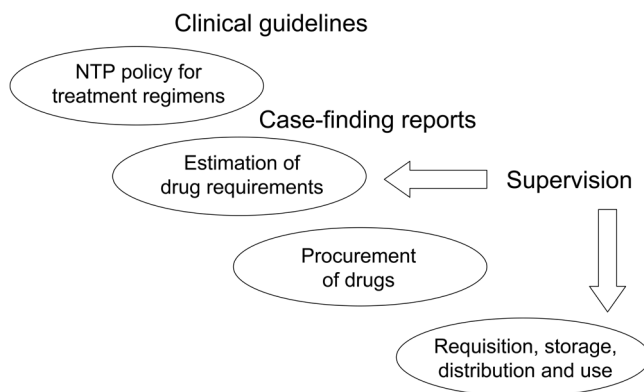 Clinical guidelines
NTP policy for
treatment regimens
Case-finding reports
Estimation of
drug requirements
Supervision
Procurement
of drugs
Requisition, storage,
distribution and use